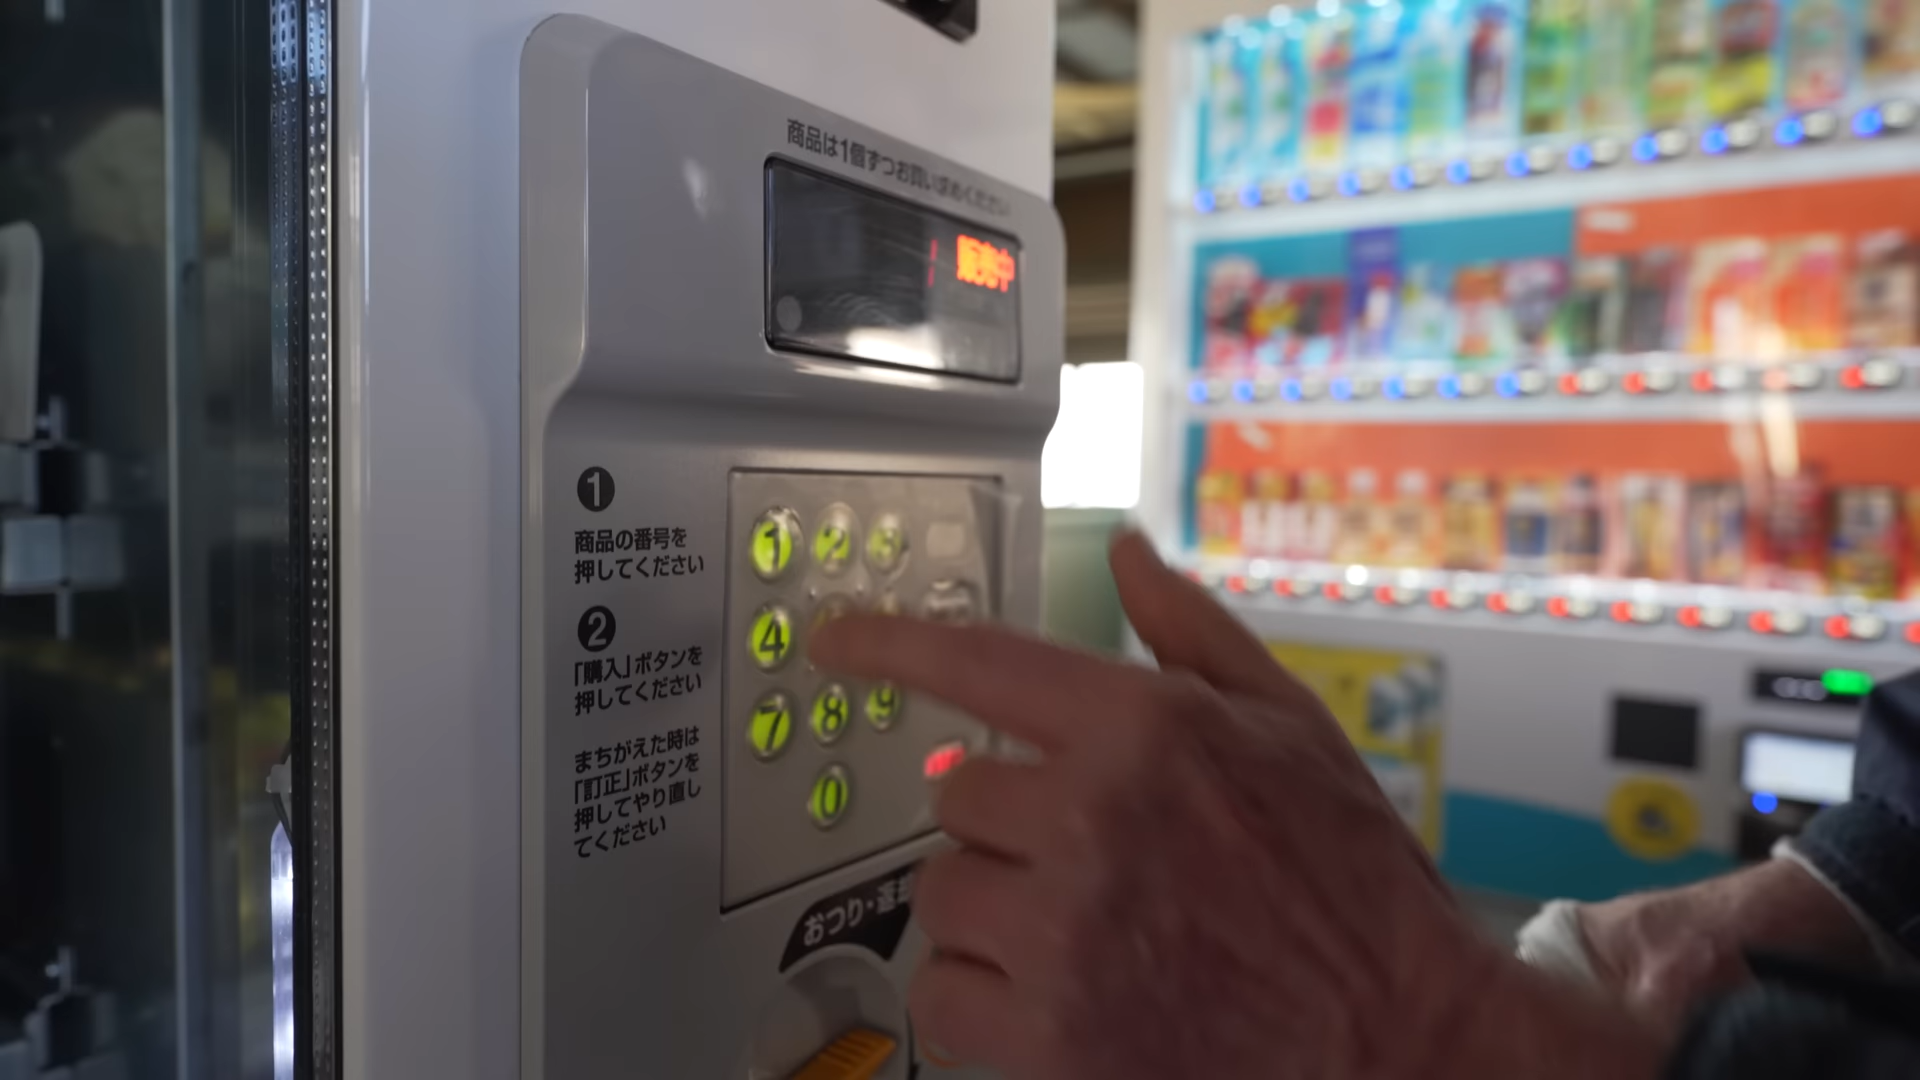 商品は1個ずつお買い求めください
販売中
1
商品の番号を
押してください
2
「購入」ボタンを
押してください
まちがえた時は
「訂正」ボタンを
押してやり直し
てください
1 2 3
4
7 8 9
0
おつり・返却